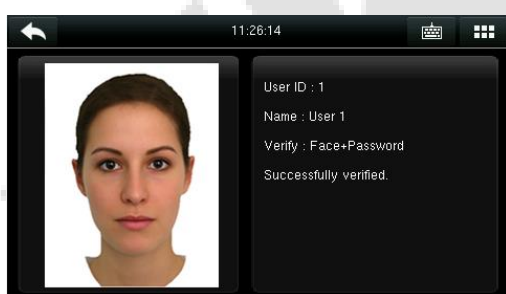 11:26:14
User ID : 1
Name : User 1
Verify : Face+Password
Successfully verified.